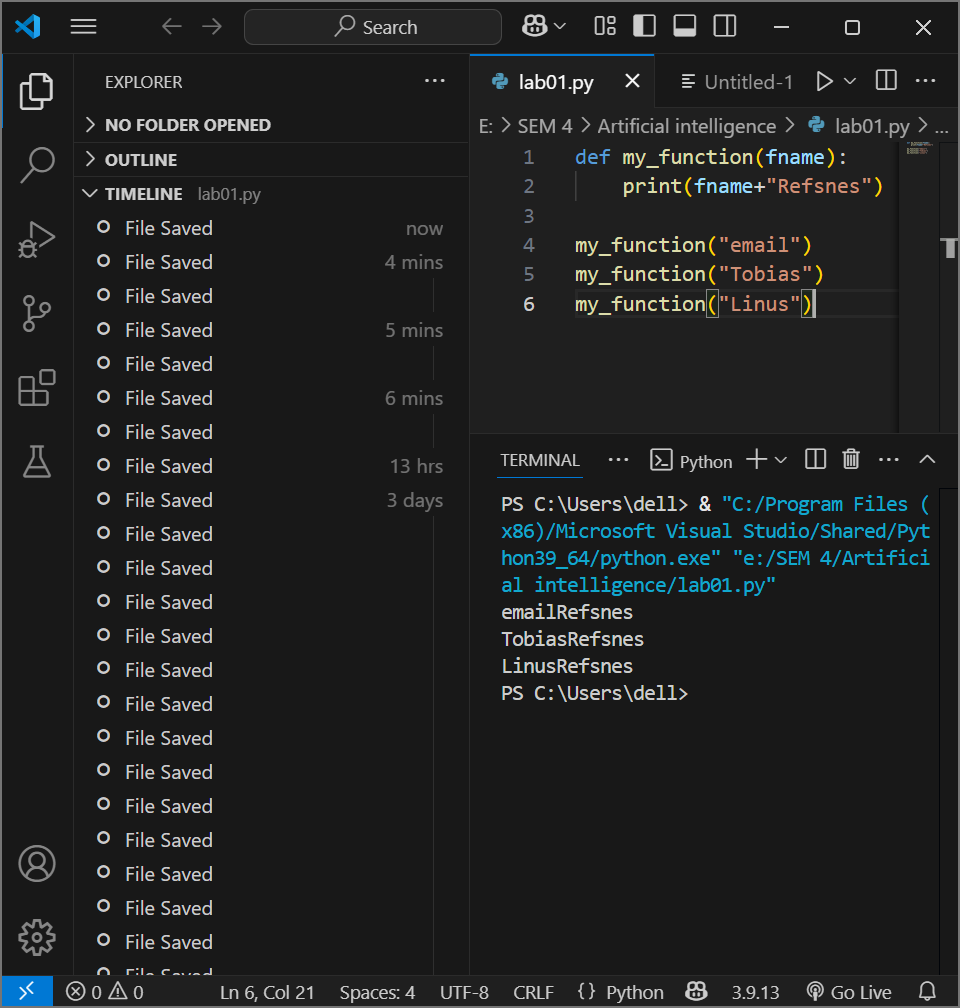 Search
EXPLORER
NO FOLDER OPENED
OUTLINE
TIMELINE lab01.py
File Saved now
File Saved 4 mins
File Saved
File Saved 5 mins
File Saved
File Saved 6 mins
File Saved
File Saved 13 hrs
File Saved 3 days
File Saved
File Saved
File Saved
File Saved
File Saved
File Saved
File Saved
File Saved
File Saved
File Saved
File Saved
File Saved
File Saved
File Saved
lab01.py Untitled-1
E: > SEM 4 > Artificial intelligence > lab01.py > ...
1 def my_function(fname):
2     print(fname+"Refsnes")
3
4 my_function("email")
5 my_function("Tobias")
6 my_function("Linus")
TERMINAL ... Python
PS C:\Users\dell> & "C:/Program Files (
x86)/Microsoft Visual Studio/Shared/Pyt
hon39_64/python.exe" "e:/SEM 4/Artifici
al intelligence/lab01.py"
emailRefsnes
TobiasRefsnes
LinusRefsnes
PS C:\Users\dell>
0 0 Ln 6, Col 21 Spaces: 4 UTF-8 CRLF {} Python 3.9.13 Go Live